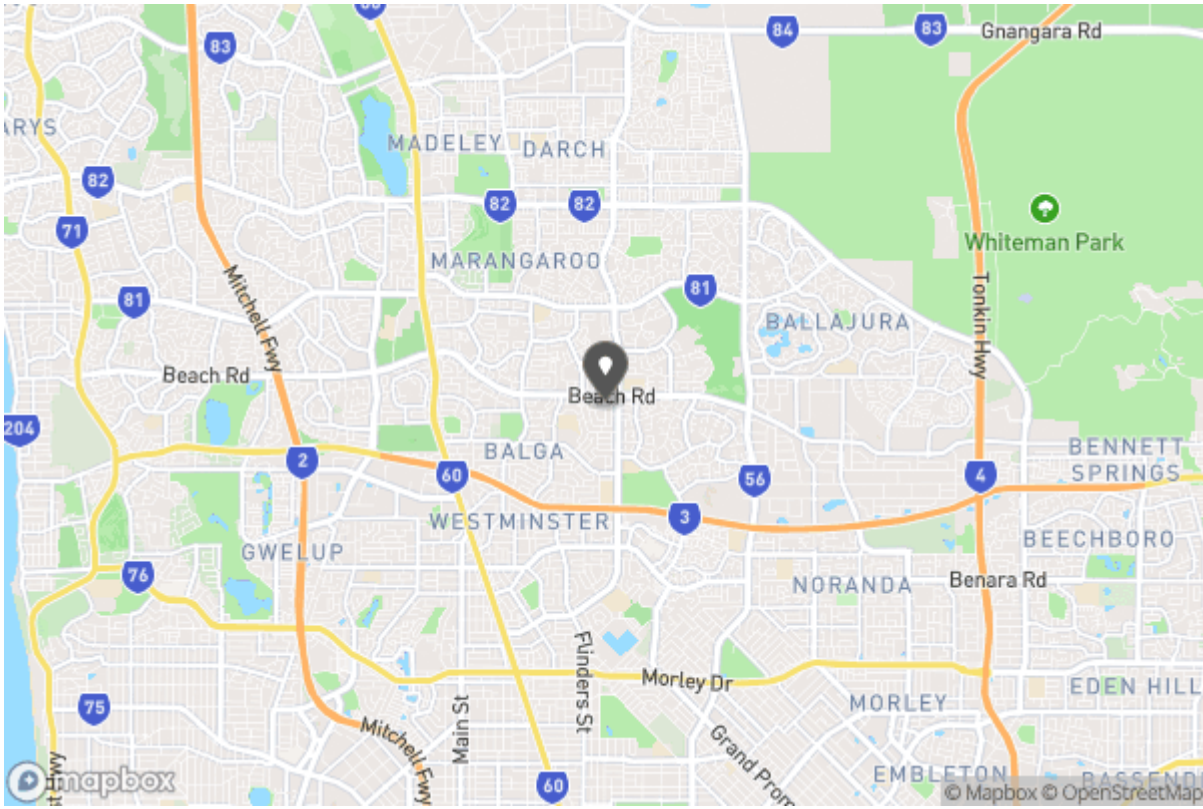 83
84
83
Gnangara Rd
ARYS
MADELEY
DARCH
82
82
82
71
Whiteman Park
MARANGAROO
81
81
Mitchell Fwy
Tonkin Hwy
BALLAJURA
Beach Rd
Beach Rd
204
BALGA
BENNETT
SPRINGS
2
60
56
4
3
WESTMINSTER
GWELUP
BEECHBORO
76
NORANDA
Benara Rd
Flinders St
Morley Dr
EDEN HILL
75
Main St
MORLEY
Mitchell Fwy
Grand Prom
60
EMBLETON
BASSEND
Hwy
mapbox
© Mapbox © OpenStreetMap